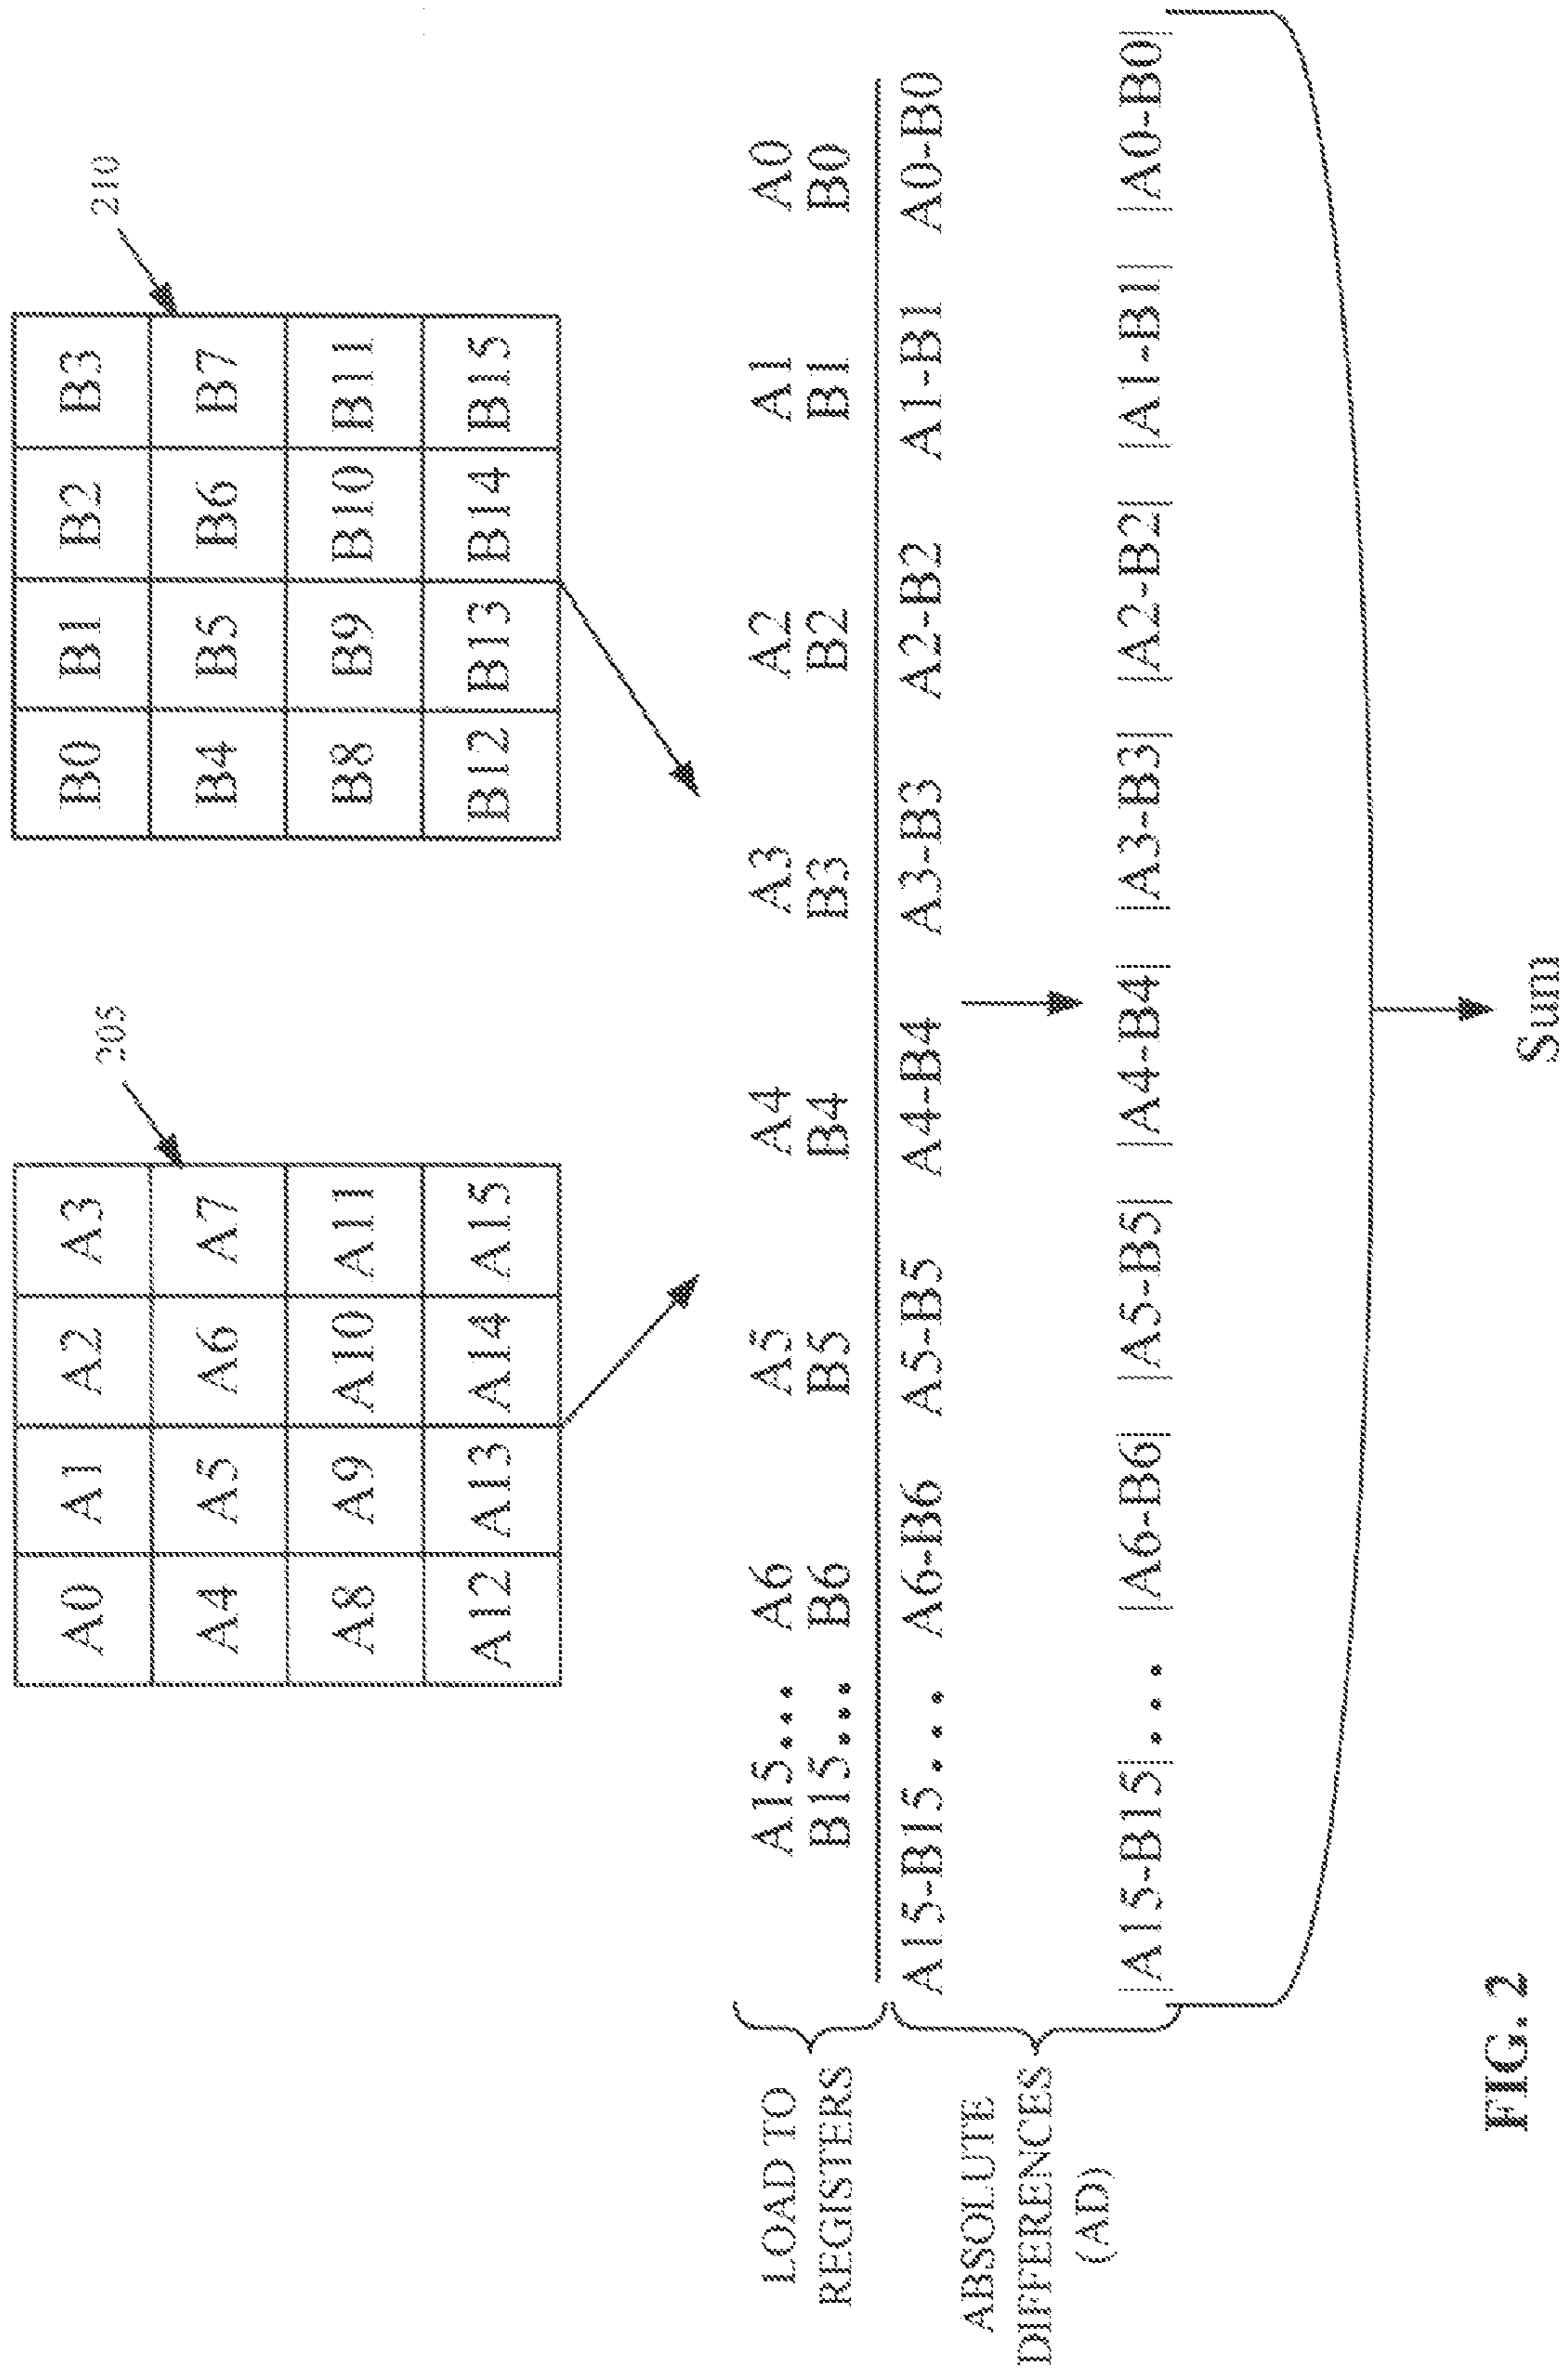 205
210
A0 A1 A2 A3
A4 A5 A6 A7
A8 A9 A10 A11
A12 A13 A14 A15
B0 B1 B2 B3
B4 B5 B6 B7
B8 B9 B10 B11
B12 B13 B14 B15
LOAD TO
REGISTERS
A15... A6 A5 A4 A3 A2 A1 A0
B15... B6 B5 B4 B3 B2 B1 B0
ABSOLUTE
DIFFERENCES
(AD)
A15-B15... A6-B6 A5-B5 A4-B4 A3-B3 A2-B2 A1-B1 A0-B0
|A15-B15|... |A6-B6| |A5-B5| |A4-B4| |A3-B3| |A2-B2| |A1-B1| |A0-B0|
Sum
FIG. 2